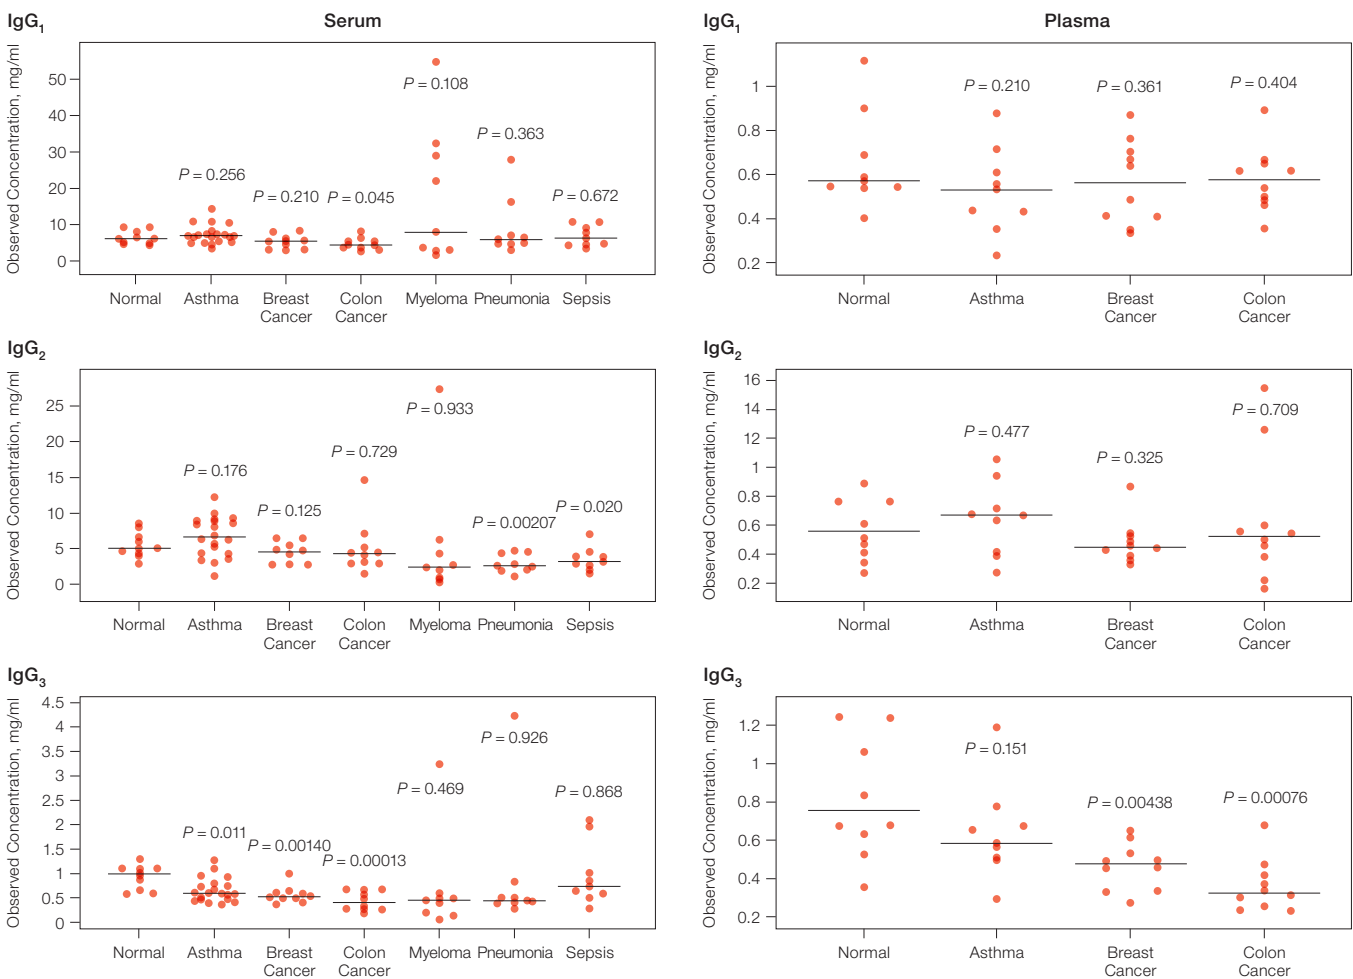 IgG1 Serum
Observed Concentration, mg/ml
50
40
30
20
10
0
P = 0.256
P = 0.210
P = 0.045
P = 0.108
P = 0.363
P = 0.672
Normal Asthma Breast Cancer Colon Cancer Myeloma Pneumonia Sepsis
IgG1 Plasma
Observed Concentration, mg/ml
1
0.8
0.6
0.4
0.2
P = 0.210
P = 0.361
P = 0.404
Normal Asthma Breast Cancer Colon Cancer
IgG2
Observed Concentration, mg/ml
25
20
15
10
5
0
P = 0.176
P = 0.125
P = 0.729
P = 0.933
P = 0.00207
P = 0.020
Normal Asthma Breast Cancer Colon Cancer Myeloma Pneumonia Sepsis
IgG2
Observed Concentration, mg/ml
16
14
12
1
0.8
0.6
0.4
0.2
P = 0.477
P = 0.325
P = 0.709
Normal Asthma Breast Cancer Colon Cancer
IgG3
Observed Concentration, mg/ml
4.5
4
3.5
3
2.5
2
1.5
1
0.5
0
P = 0.011
P = 0.00140
P = 0.00013
P = 0.469
P = 0.926
P = 0.868
Normal Asthma Breast Cancer Colon Cancer Myeloma Pneumonia Sepsis
IgG3
Observed Concentration, mg/ml
1.2
1
0.8
0.6
0.4
0.2
P = 0.151
P = 0.00438
P = 0.00076
Normal Asthma Breast Cancer Colon Cancer